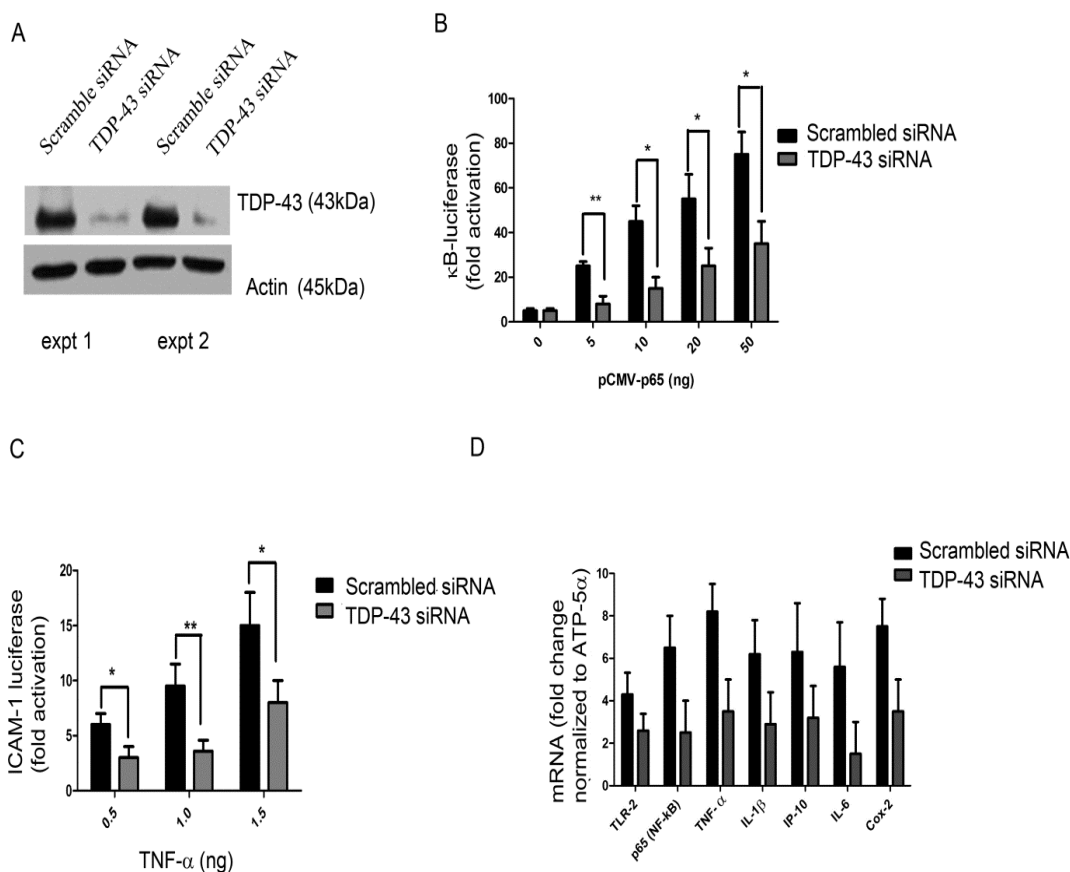 A
Scramble siRNA
TDP-43 siRNA
Scramble siRNA
TDP-43 siRNA
TDP-43 (43kDa)
Actin (45kDa)
expt 1
expt 2
B
κB-luciferase
(fold activation)
100
80
60
40
20
0
**
*
*
*
Scrambled siRNA
TDP-43 siRNA
0
5
10
20
50
pCMV-p65 (ng)
C
ICAM-1 luciferase
(fold activation)
20
15
10
5
0
*
**
*
Scrambled siRNA
TDP-43 siRNA
0.5
1.0
1.5
TNF-α (ng)
D
mRNA (fold change
normalized to ATP-5α)
10
8
6
4
2
0
Scrambled siRNA
TDP-43 siRNA
TLR-2
p65 (NF-kB)
TNF- α
IL-1β
IP-10
IL-6
Cox-2